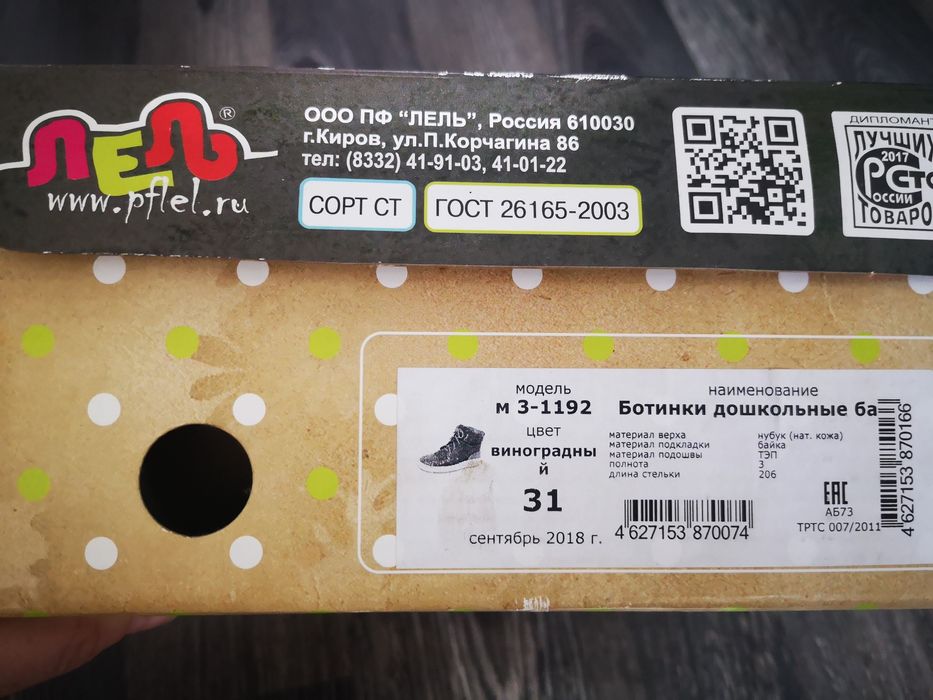 ЛЕЛЬ®
www.pflel.ru
ООО ПФ “ЛЕЛЬ”, Россия 610030
г.Киров, ул.П.Корчагина 86
тел: (8332) 41-91-03, 41-01-22
СОРТ СТ
ГОСТ 26165-2003
ДИПЛОМАНТ
ЛУЧШИХ
2017
РОССИИ
ТОВАРО
модель
м 3-1192
цвет
виноградны
й
31
сентябрь 2018 г.
наименование
Ботинки дошкольные ба
материал верха нубук (нат. кожа)
материал подкладки байка
материал подошвы ТЭП
полнота 3
длина стельки 206
4 627153 870074
EAC
АБ73
ТРТС 007/2011
4 627153 870166